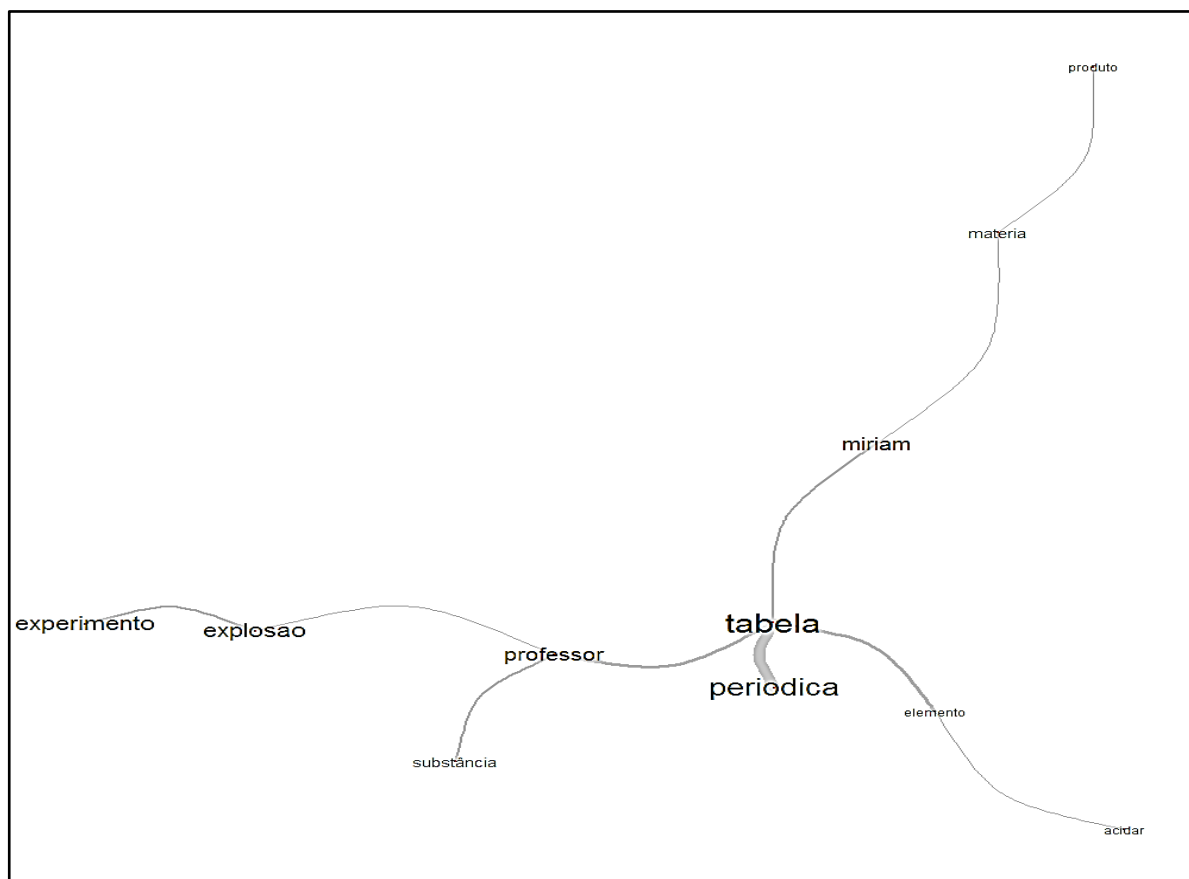 produto
materia
miriam
experimento
explosao
tabela
professor
periodica
elemento
substância
acidar